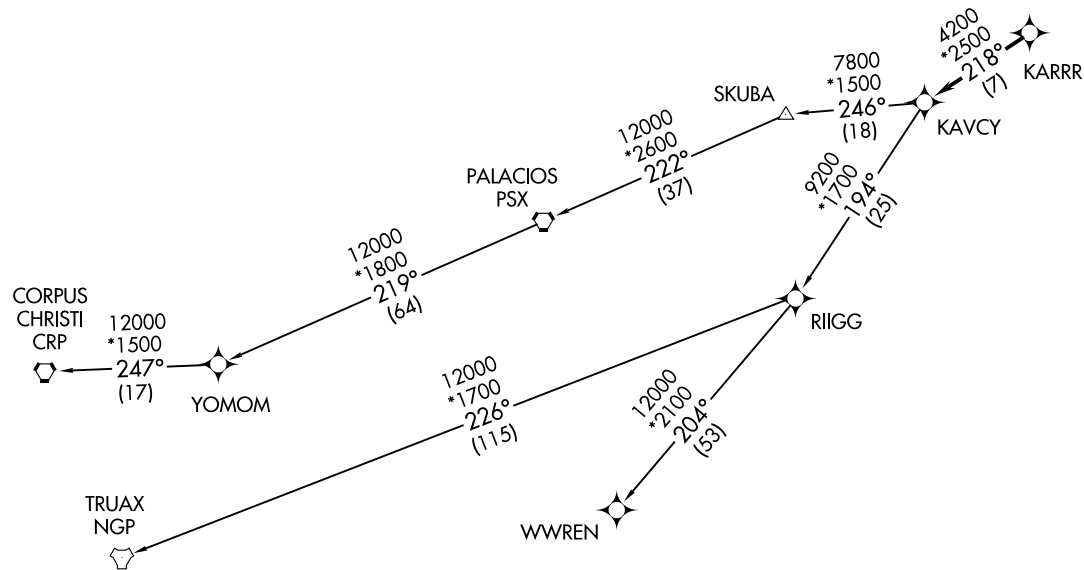 4200
*2500
218°
(7)
KARRR
7800
*1500
246°
(18)
KAVCY
SKUBA
12000
*2600
222°
(37)
9200
*1700
194°
(25)
PALACIOS
PSX
12000
*1800
219°
(64)
RIIGG
CORPUS
CHRISTI
CRP
12000
*1500
247°
(17)
YOMOM
12000
*1700
226°
(115)
12000
*2100
204°
(53)
TRUAX
NGP
WWREN